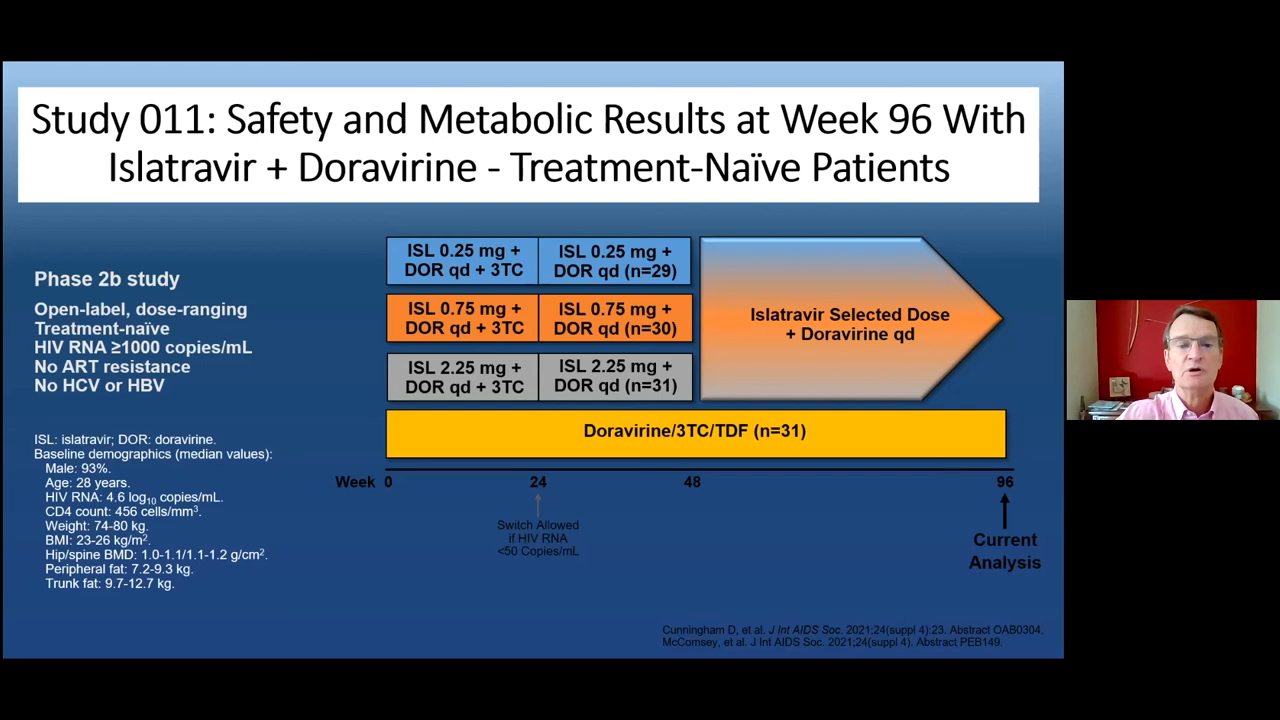 Study 011: Safety and Metabolic Results at Week 96 With
Islatravir + Doravirine - Treatment-Naïve Patients
Phase 2b study
Open-label, dose-ranging
Treatment-naïve
HIV RNA ≥1000 copies/mL
No ART resistance
No HCV or HBV
ISL: islatravir; DOR: doravirine.
Baseline demographics (median values):
Male: 93%.
Age: 28 years.
HIV RNA: 4.6 log10 copies/mL.
CD4 count: 456 cells/mm³.
Weight: 74-80 kg.
BMI: 23-26 kg/m².
Hip/spine BMD: 1.0-1.1/1.1-1.2 g/cm².
Peripheral fat: 7.2-9.3 kg.
Trunk fat: 9.7-12.7 kg.
ISL 0.25 mg +
DOR qd + 3TC
ISL 0.25 mg +
DOR qd (n=29)
ISL 0.75 mg +
DOR qd + 3TC
ISL 0.75 mg +
DOR qd (n=30)
ISL 2.25 mg +
DOR qd + 3TC
ISL 2.25 mg +
DOR qd (n=31)
Islatravir Selected Dose
+ Doravirine qd
Doravirine/3TC/TDF (n=31)
Week 0 24 48 96
Switch Allowed
if HIV RNA
<50 Copies/mL
Current
Analysis
Cunningham D, et al. J Int AIDS Soc. 2021;24(suppl 4):23. Abstract OAB0304.
McComsey, et al. J Int AIDS Soc. 2021;24(suppl 4). Abstract PEB149.